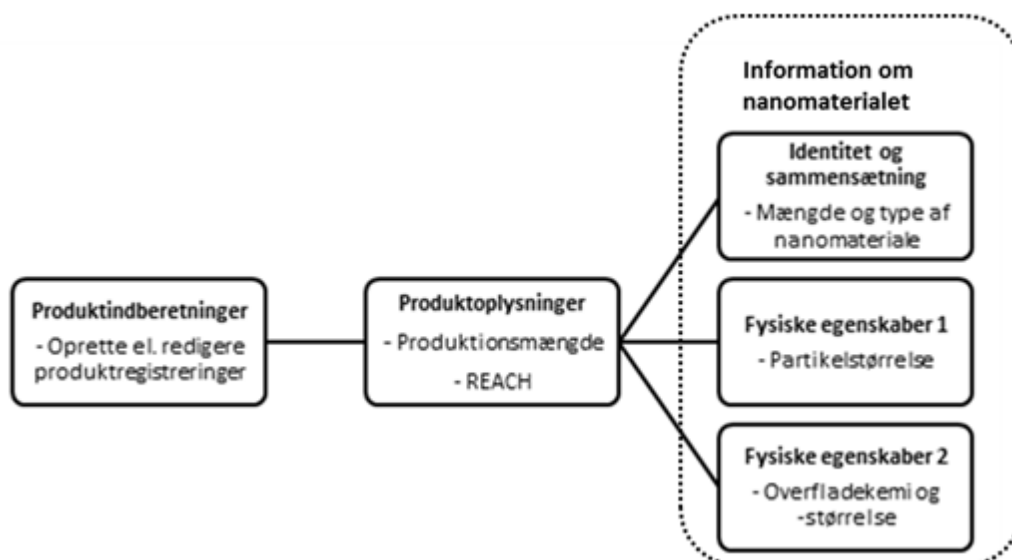 Information om
nanomaterialet
Identitet og
sammensætning
- Mængde og type af
nanomateriale
Produktindberetninger
- Oprette el. redigere
produktregistreringer
Produktoplysninger
- Produktionsmængde
- REACH
Fysiske egenskaber 1
- Partikelstørrelse
Fysiske egenskaber 2
- Overfladekemi og
-størrelse